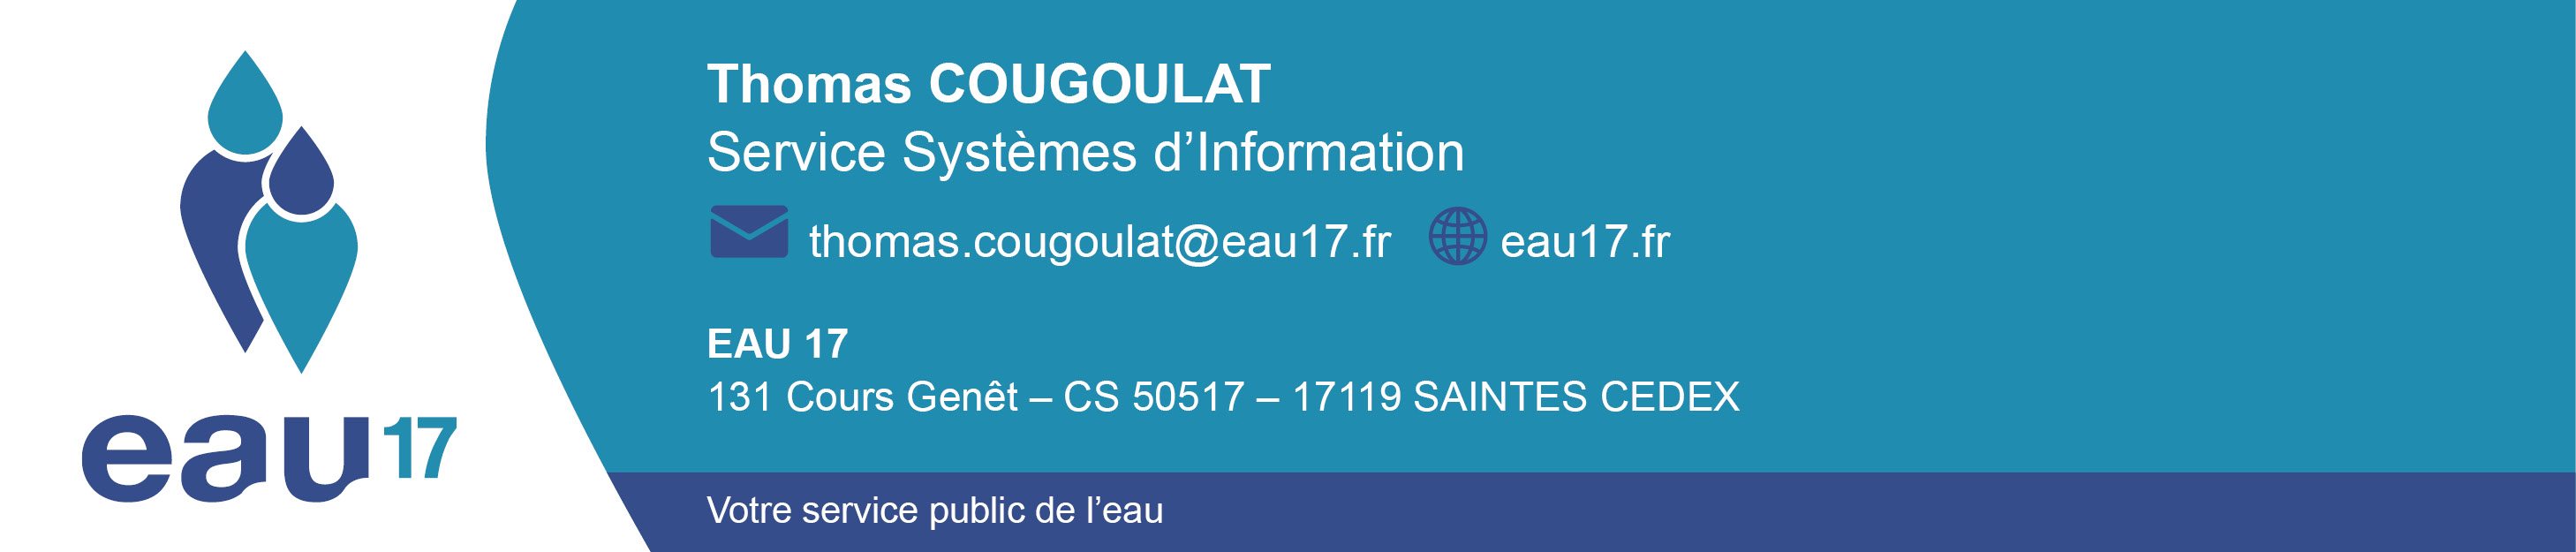 Thomas COUGOULAT
Service Systèmes d’Information
thomas.cougoulat@eau17.fr eau17.fr
EAU 17
131 Cours Genêt – CS 50517 – 17119 SAINTES CEDEX
eau17
Votre service public de l’eau